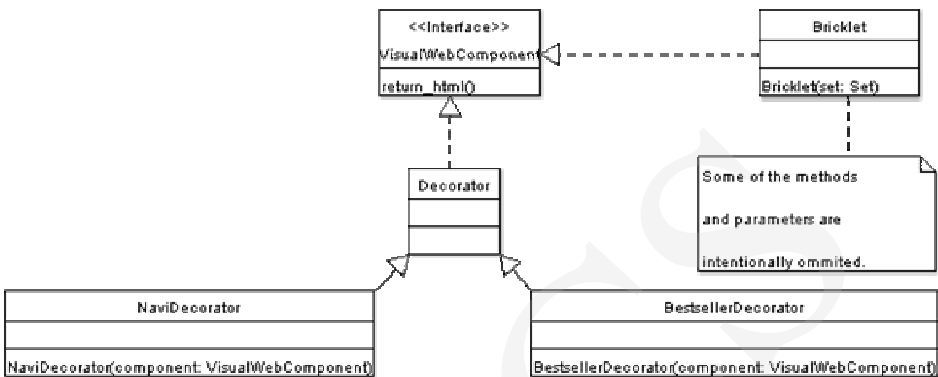 <<Interface>>
VisualWebComponent
return_html()
Bricklet
Bricklet(set: Set)
Decorator
Some of the methods
and parameters are
intentionally ommited.
NaviDecorator
NaviDecorator(component: VisualWebComponent)
BestsellerDecorator
BestsellerDecorator(component: VisualWebComponent)